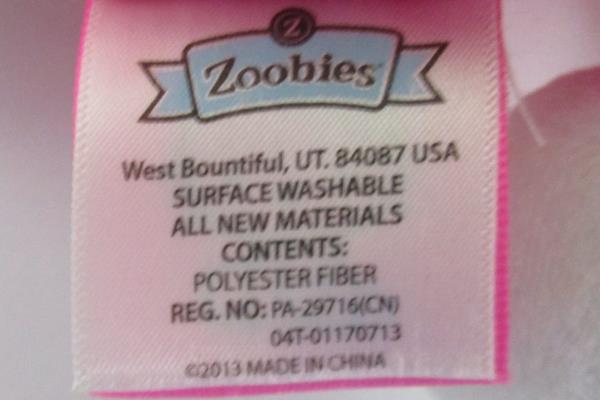 Z
Zoobies
West Bountiful, UT. 84087 USA
SURFACE WASHABLE
ALL NEW MATERIALS
CONTENTS:
POLYESTER FIBER
REG. NO: PA-29716(CN)
04T-01170713
©2013 MADE IN CHINA